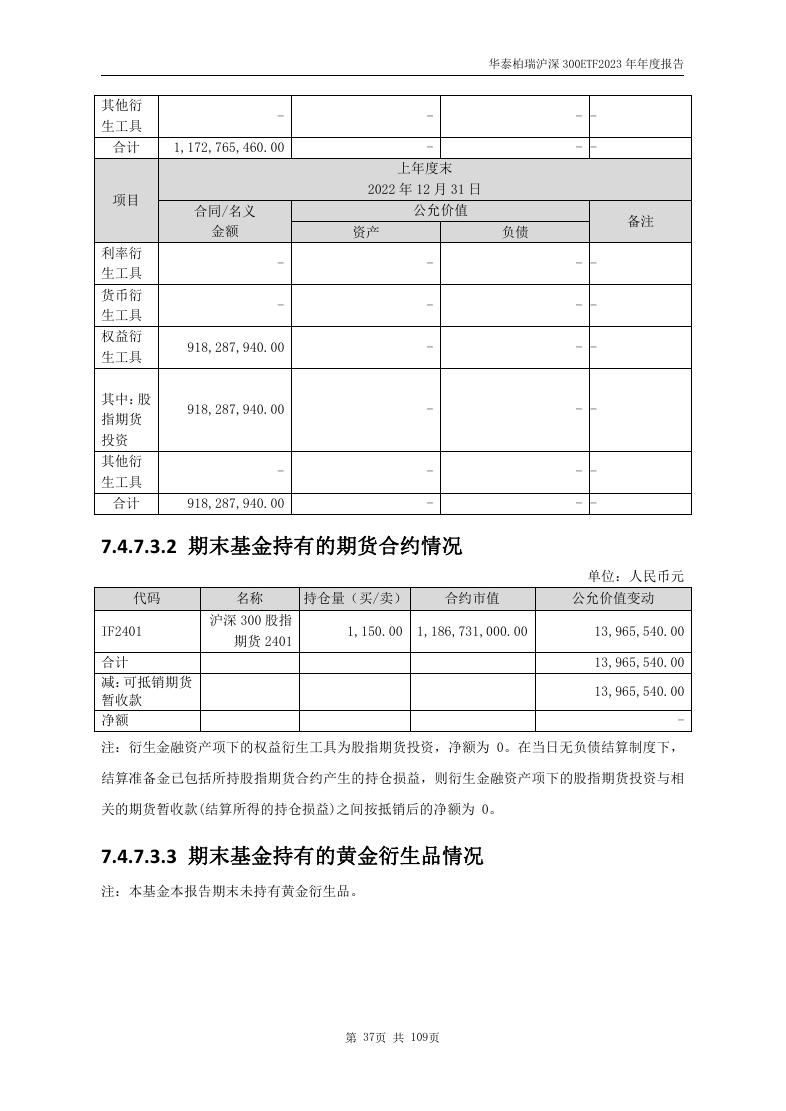 华泰柏瑞沪深 300ETF2023 年年度报告
其他衍
生工具 - - - -
合计 1,172,765,460.00 - - -
项目 上年度末
2022 年 12 月 31 日
合同/名义
金额 公允价值 备注
资产 负债
利率衍
生工具 - - - -
货币衍
生工具 - - - -
权益衍
生工具 918,287,940.00 - - -
其中:股
指期货
投资 918,287,940.00 - - -
其他衍
生工具 - - - -
合计 918,287,940.00 - - -
7.4.7.3.2 期末基金持有的期货合约情况
单位：人民币元
代码 名称 持仓量（买/卖） 合约市值 公允价值变动
IF2401 沪深 300 股指
期货 2401 1,150.00 1,186,731,000.00 13,965,540.00
合计 13,965,540.00
减:可抵销期货
暂收款 13,965,540.00
净额 -
注：衍生金融资产项下的权益衍生工具为股指期货投资，净额为 0。在当日无负债结算制度下，
结算准备金已包括所持股指期货合约产生的持仓损益，则衍生金融资产项下的股指期货投资与相
关的期货暂收款(结算所得的持仓损益)之间按抵销后的净额为 0。
7.4.7.3.3 期末基金持有的黄金衍生品情况
注：本基金本报告期末未持有黄金衍生品。
第 37页 共 109页